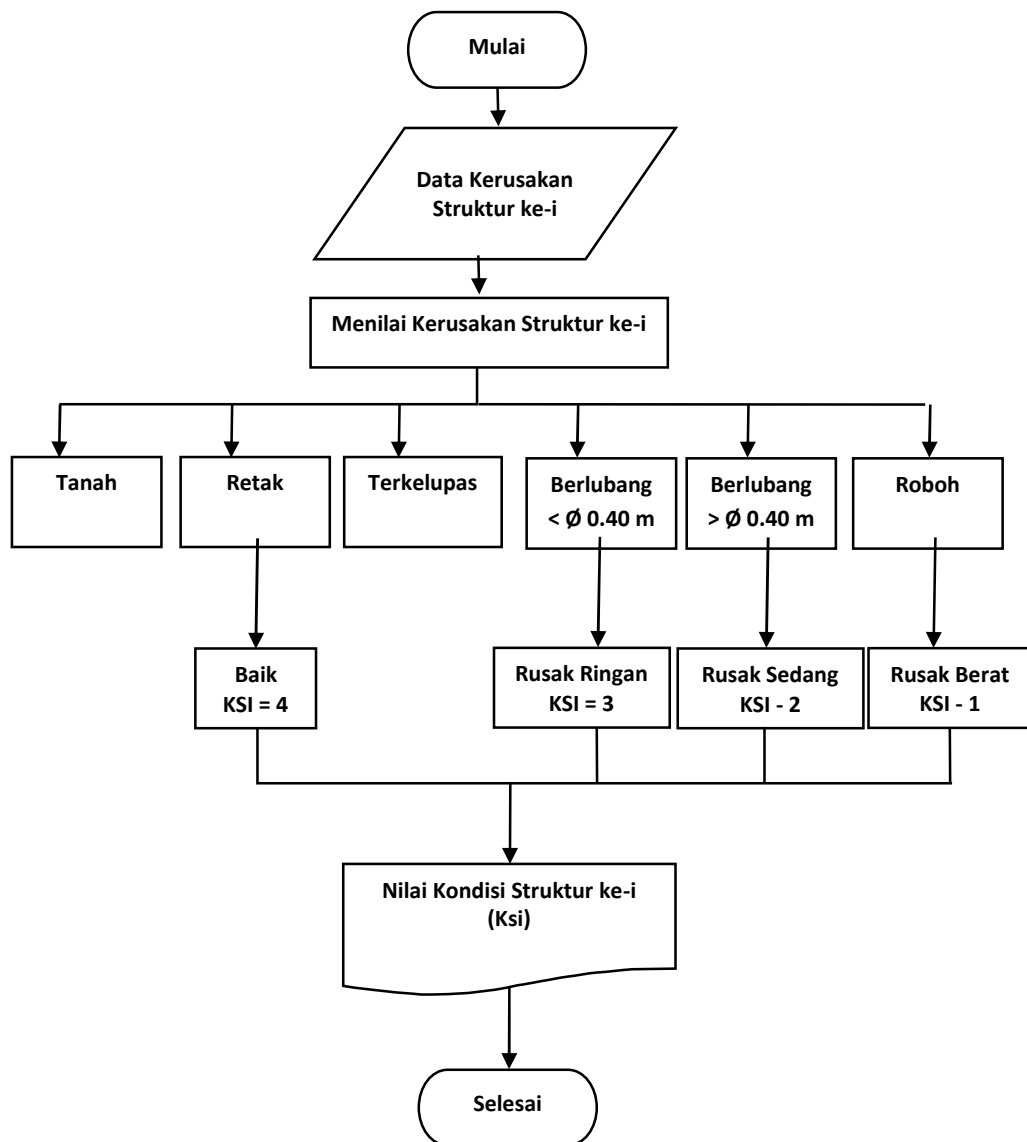 Mulai
Data Kerusakan
Struktur ke-i
Menilai Kerusakan Struktur ke-i
Tanah
Retak
Terkelupas
Berlubang
< Ø 0.40 m
Berlubang
> Ø 0.40 m
Roboh
Baik
KSI = 4
Rusak Ringan
KSI = 3
Rusak Sedang
KSI - 2
Rusak Berat
KSI - 1
Nilai Kondisi Struktur ke-i
(Ksi)
Selesai